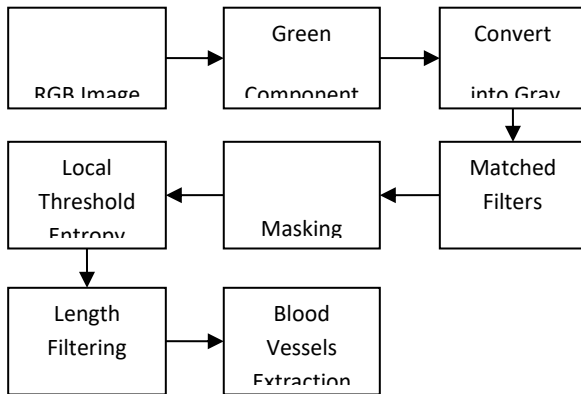 RGB Image
Green
Component
Convert
into Gray
Matched
Filters
Masking
Local
Threshold
Entropy
Length
Filtering
Blood
Vessels
Extraction